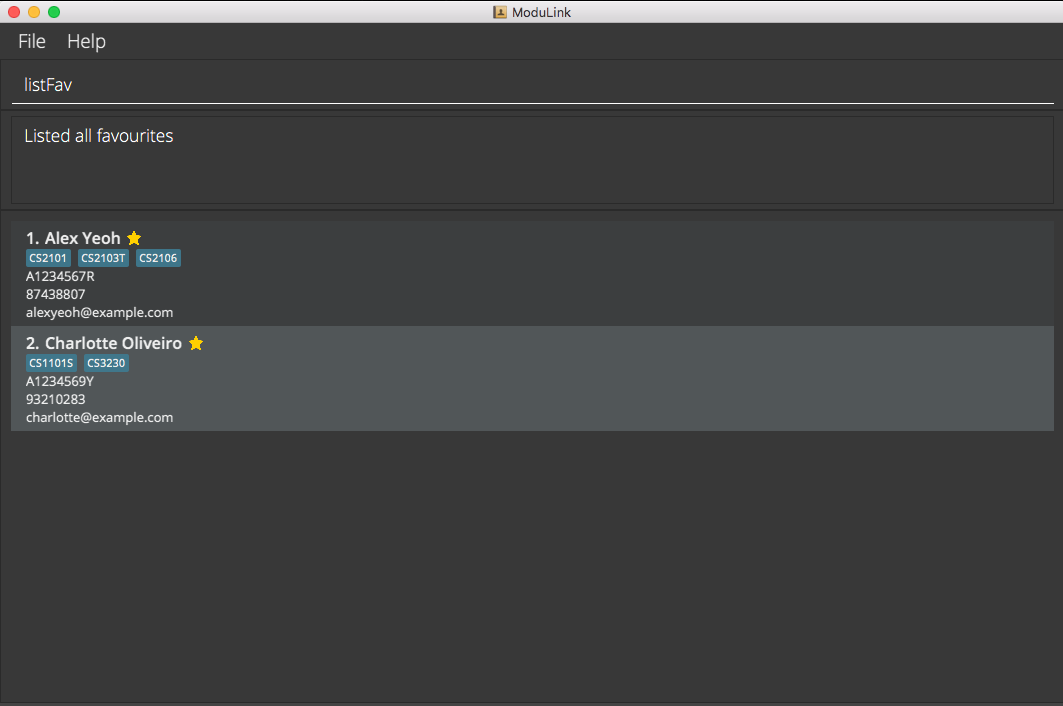 ModuLink
File Help
listFav
Listed all favourites
1. Alex Yeoh
CS2101 CS2103T CS2106
A1234567R
87438807
alexyeoh@example.com
2. Charlotte Oliveiro
CS1101S CS3230
A1234569Y
93210283
charlotte@example.com